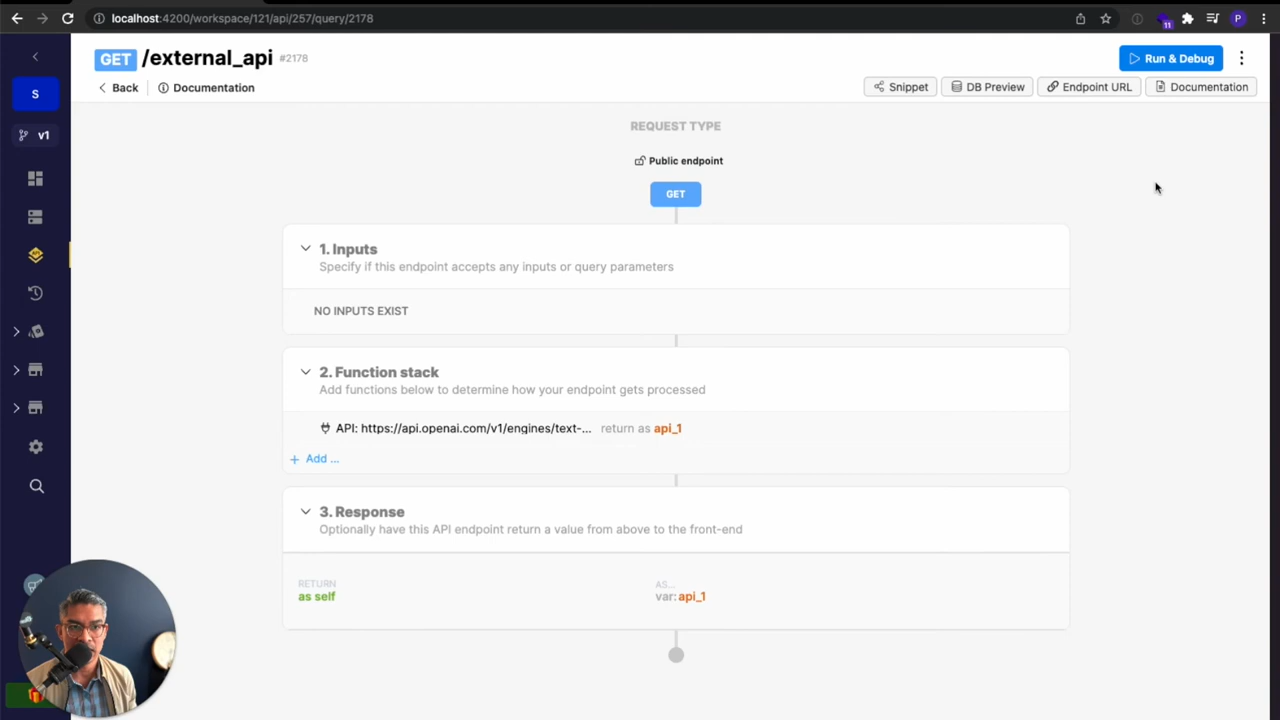 localhost:4200/workspace/121/api/257/query/2178
11
P
GET /external_api #2178
Run & Debug
S
Back
Documentation
Snippet
DB Preview
Endpoint URL
Documentation
v1
REQUEST TYPE
Public endpoint
GET
1. Inputs
Specify if this endpoint accepts any inputs or query parameters
NO INPUTS EXIST
2. Function stack
Add functions below to determine how your endpoint gets processed
API: https://api.openai.com/v1/engines/text-... return as api_1
+ Add ...
3. Response
Optionally have this API endpoint return a value from above to the front-end
RETURN
as self
AS...
var: api_1